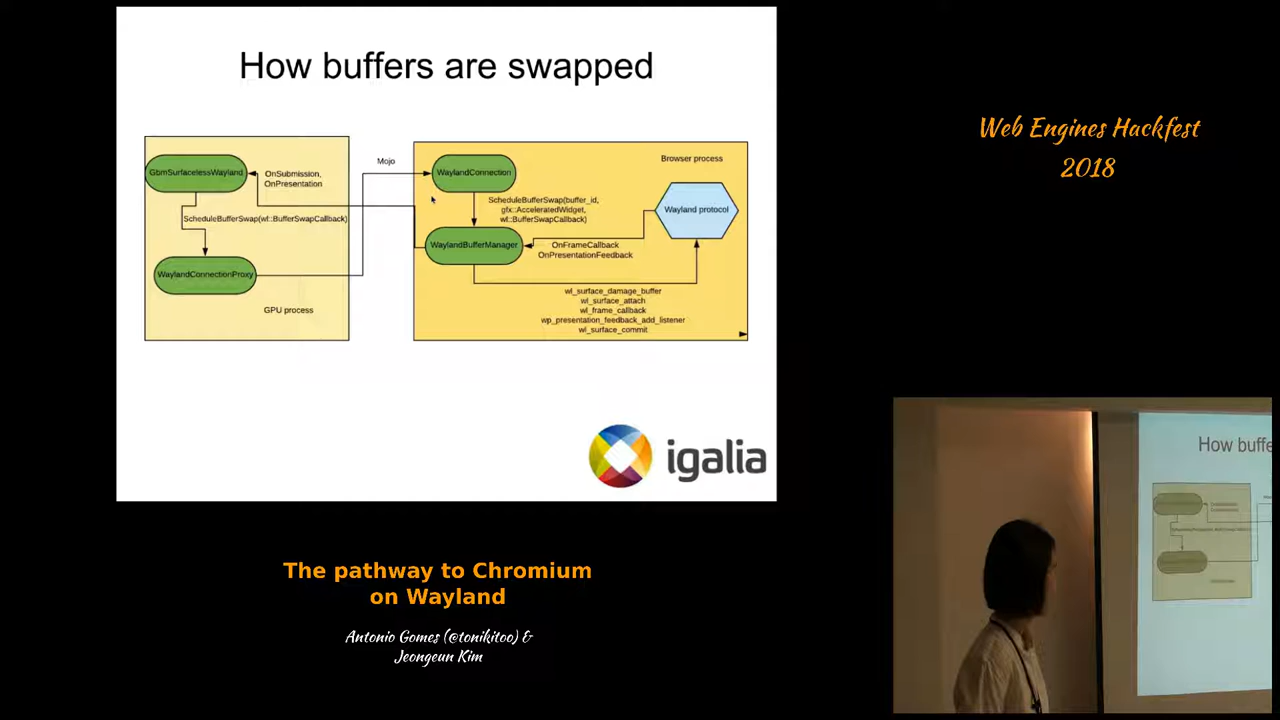 How buffers are swapped
GbmSurfacelessWayland
OnSubmission,
OnPresentation
ScheduleBufferSwap(wl::BufferSwapCallback)
WaylandConnectionProxy
GPU process
Mojo
WaylandConnection
Browser process
ScheduleBufferSwap(buffer_id,
gfx::AcceleratedWidget,
wl::BufferSwapCallback)
Wayland protocol
WaylandBufferManager
OnFrameCallback
OnPresentationFeedback
wl_surface_damage_buffer
wl_surface_attach
wl_frame_callback
wp_presentation_feedback_add_listener
wl_surface_commit
igalia
The pathway to Chromium
on Wayland
Antonio Gomes (@tonikitoo) &
Jeongeun Kim
Web Engines Hackfest
2018
How buffe